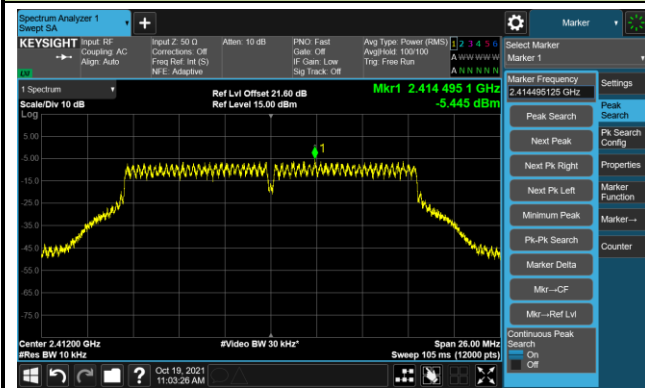 Spectrum Analyzer 1
Swept SA
Marker
KEYSIGHT
Input: RF
Coupling: AC
Align: Auto
Input Z: 50 Ω
Corrections: Off
Freq Ref: Int (S)
NFE: Adaptive
Atten: 10 dB
PNO: Fast
Gate: Off
IF Gain: Low
Sig Track: Off
Avg Type: Power (RMS)
Avg|Hold: 100/100
Trig: Free Run
1 2 3 4 5 6
A W W W W W
A N N N N N
LXI
Select Marker
Marker 1
1 Spectrum
Scale/Div 10 dB
Log
Ref Lvl Offset 21.60 dB
Ref Level 15.00 dBm
Mkr1 2.414 495 1 GHz
-5.445 dBm
1
5.00
-5.00
-15.0
-25.0
-35.0
-45.0
-55.0
-65.0
-75.0
Center 2.41200 GHz
#Res BW 10 kHz
#Video BW 30 kHz*
Span 26.00 MHz
Sweep 105 ms (12000 pts)
Marker Frequency
2.414495125 GHz
Peak Search
Next Peak
Next Pk Right
Next Pk Left
Minimum Peak
Pk-Pk Search
Marker Delta
Mkr→CF
Mkr→Ref Lvl
Continuous Peak
Search
On
Off
Settings
Peak
Search
Pk Search
Config
Properties
Marker
Function
Marker→
Counter
Oct 19, 2021
11:03:26 AM